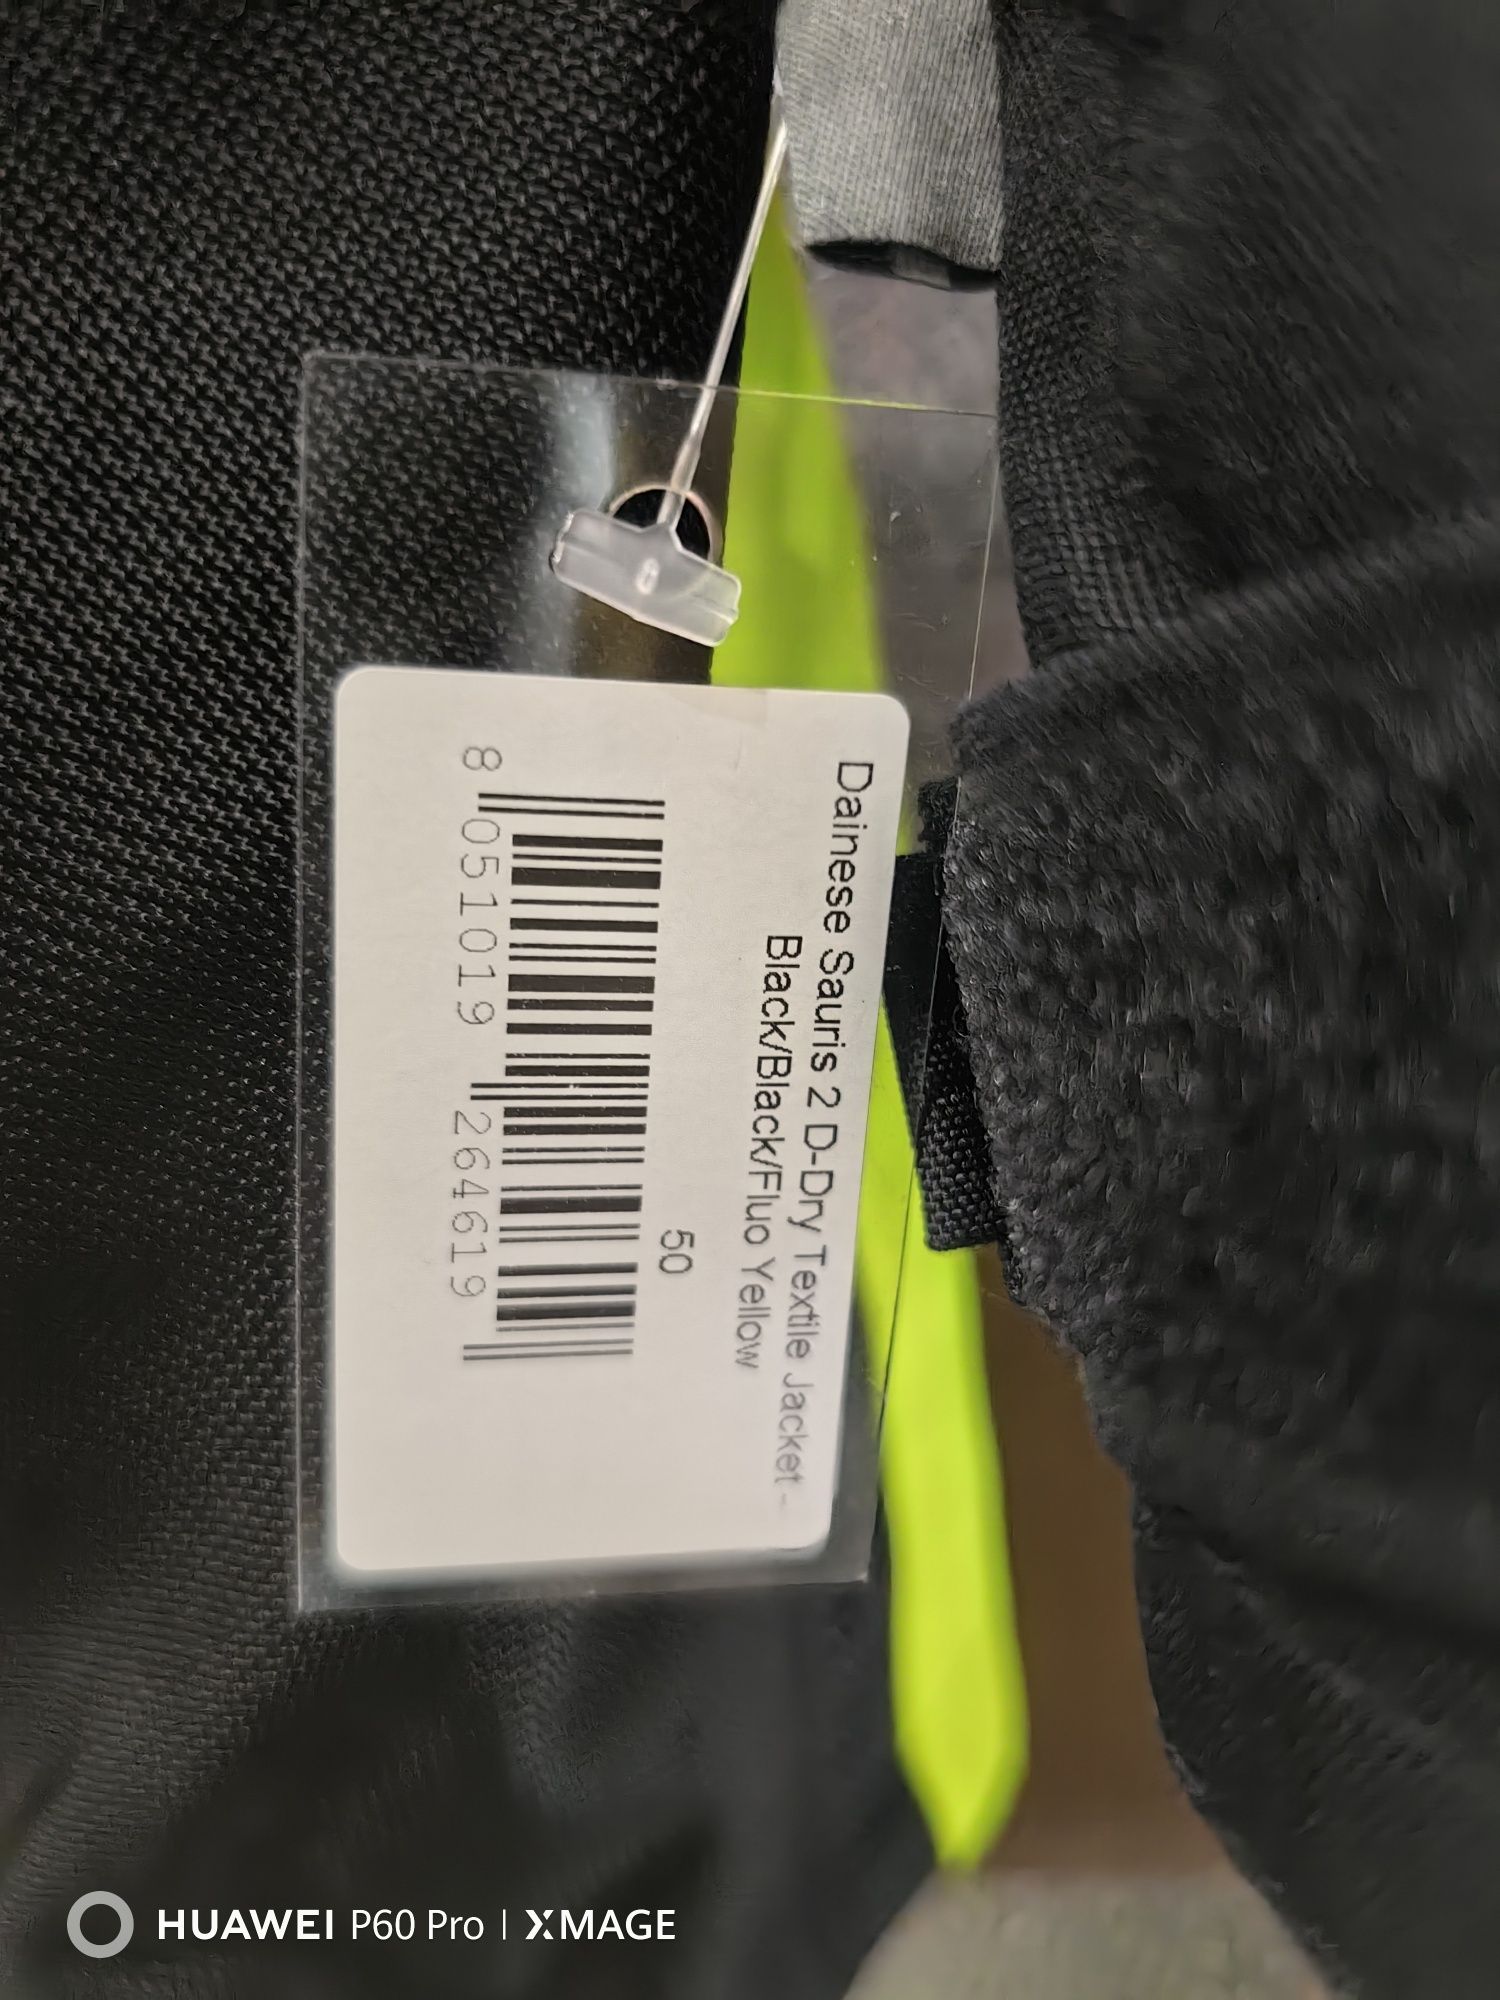 Dainese Sauris 2 D-Dry Textile Jacket -
Black/Black/Fluo Yellow
50
8 051019 264619
HUAWEI P60 Pro | XMAGE